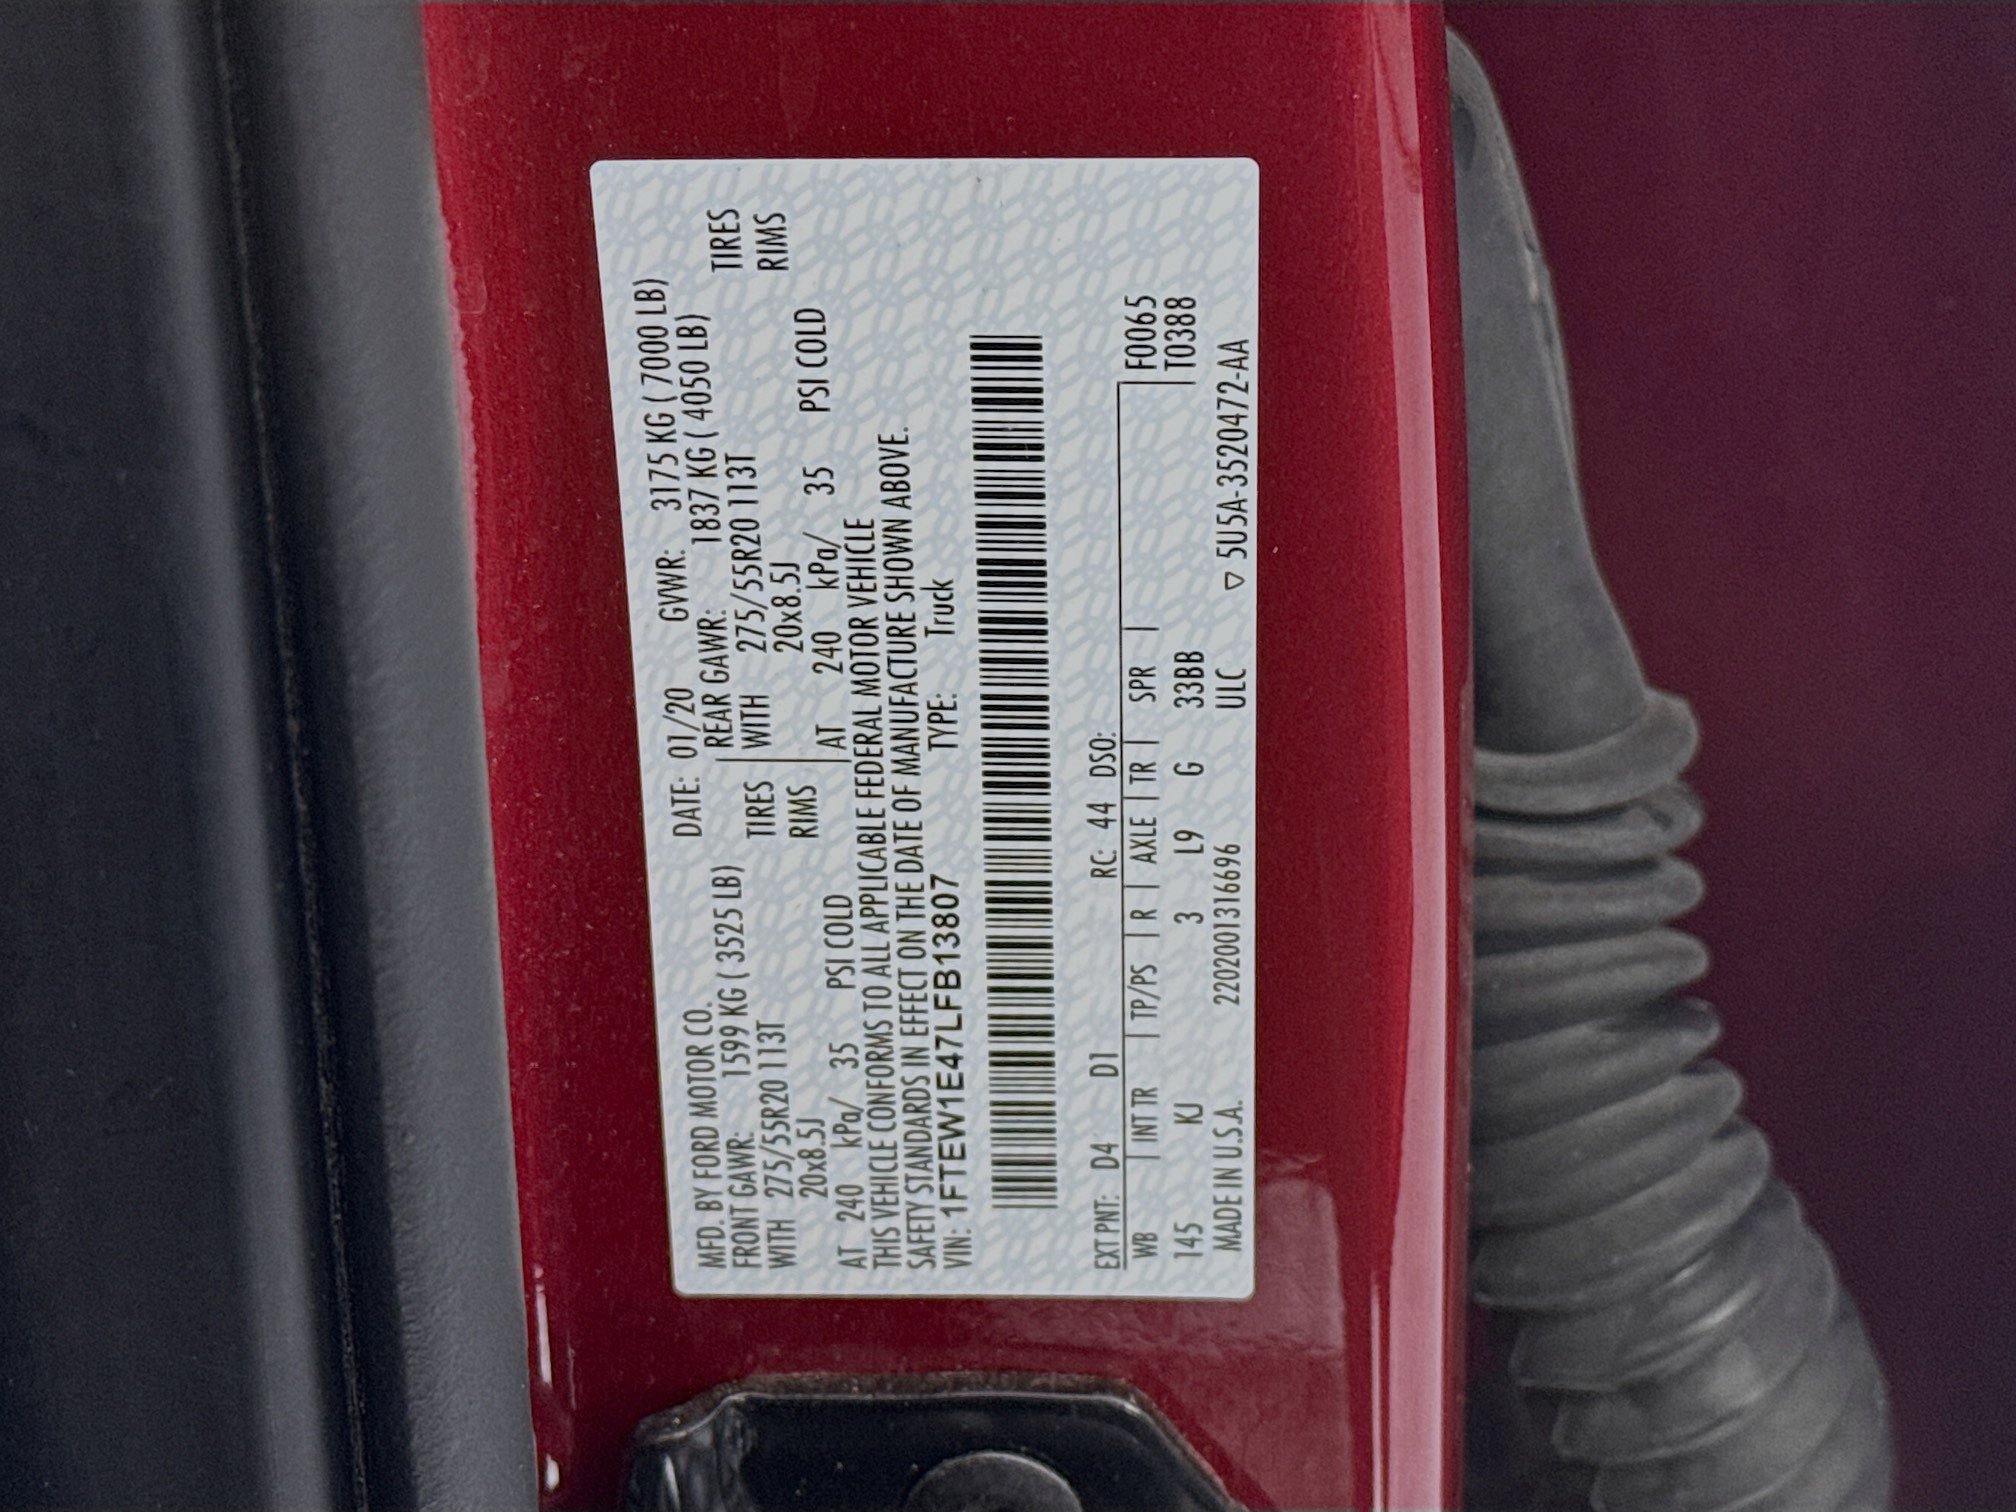 MFD. BY FORD MOTOR CO. DATE: 01/20 GVWR: 3175 KG ( 7000 LB)
FRONT GAWR: 1599 KG ( 3525 LB) REAR GAWR: 1837 KG ( 4050 LB)
WITH 275/55R20 113T TIRES WITH 275/55R20 113T TIRES
20x8.5J RIMS 20x8.5J RIMS
AT 240 kPa/ 35 PSI COLD AT 240 kPa/ 35 PSI COLD
THIS VEHICLE CONFORMS TO ALL APPLICABLE FEDERAL MOTOR VEHICLE
SAFETY STANDARDS IN EFFECT ON THE DATE OF MANUFACTURE SHOWN ABOVE.
VIN: 1FTEW1E47LFB13807 TYPE: Truck
EXT PNT: D4 D1 RC: 44 DSO: F0065
WB | INT TR | TP/PS | R | AXLE | TR | SPR | T0388
145 KJ 3 L9 G 33BB
MADE IN U.S.A. 220200131 6696 ULC ▽ 5U5A-3520472-AA